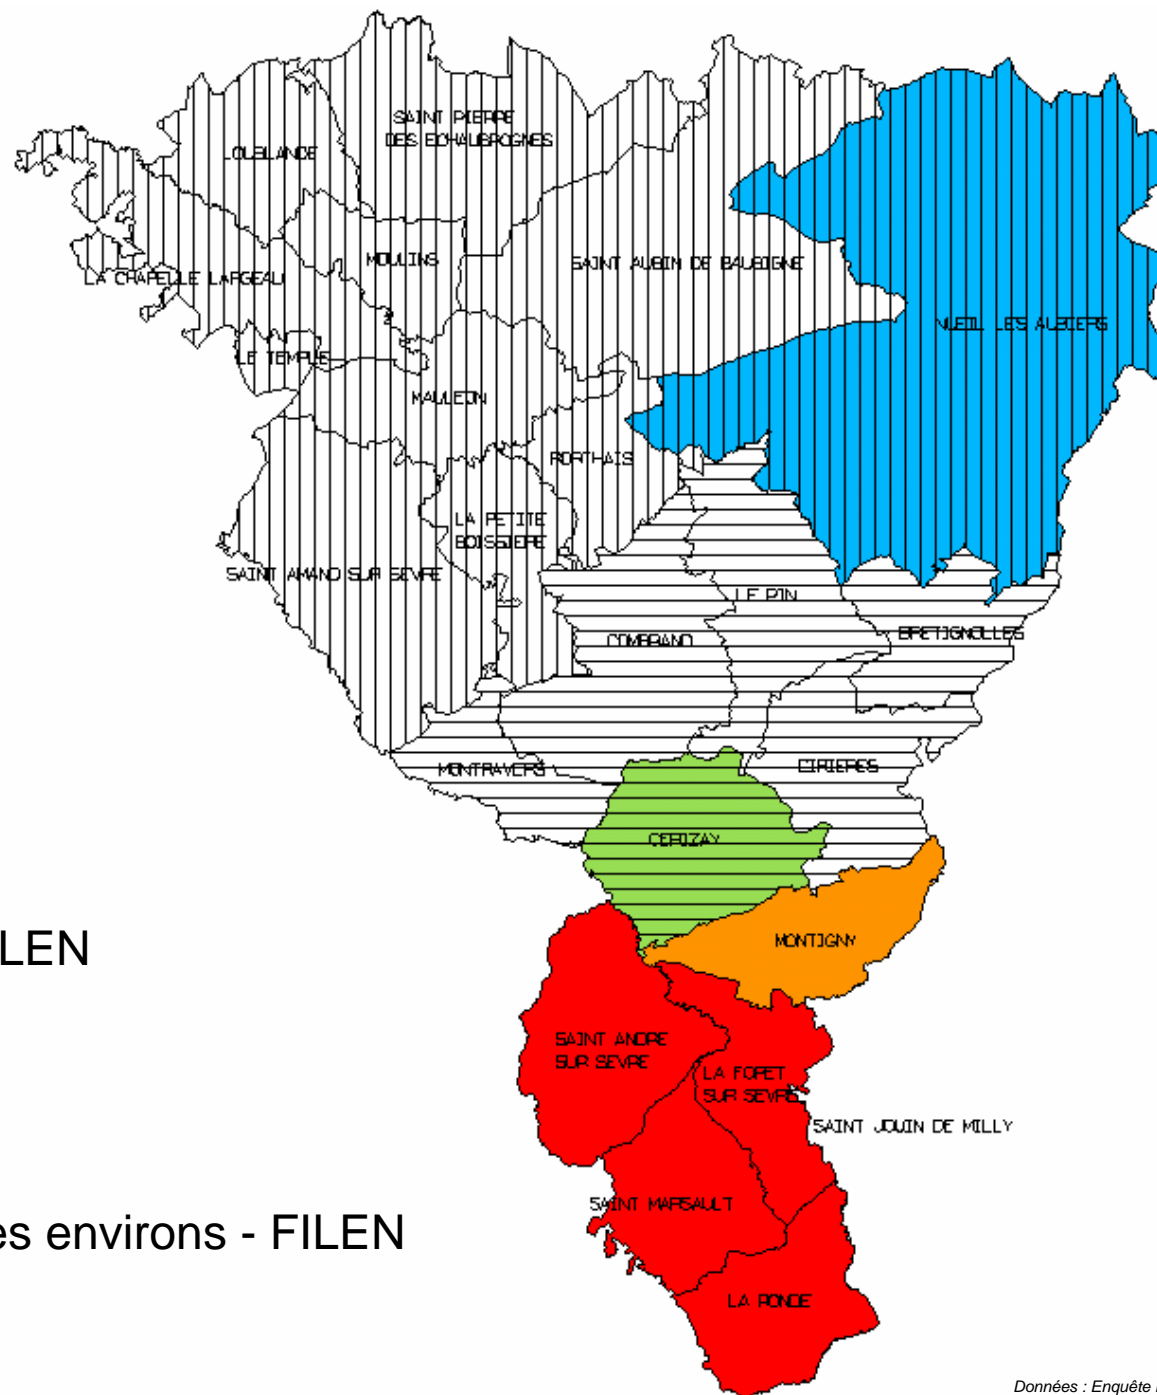 SAINT PIERRE
DES ECHAUBROGNES
LOUBLANDE
MOULINS
SAINT AUBIN DE BAUBIGNE
LA CHAPELLE LARGEAU
NUEIL LES AUBIERS
LE TEMPLE
MAULEON
RORTHAIS
LA PETITE
BOISSIERE
SAINT AMAND SUR SEVRE
LE PIN
COMBRAND
BRETIGNOLLES
MONTRAVERS
CIRIERES
CERIZAY
LEN
MONTIGNY
SAINT ANDRE
SUR SEVRE
LA FORET
SUR SEVRE
SAINT JOUIN DE MILLY
SAINT MARSAULT
es environs - FILEN
LA RONDE
Données : Enquête